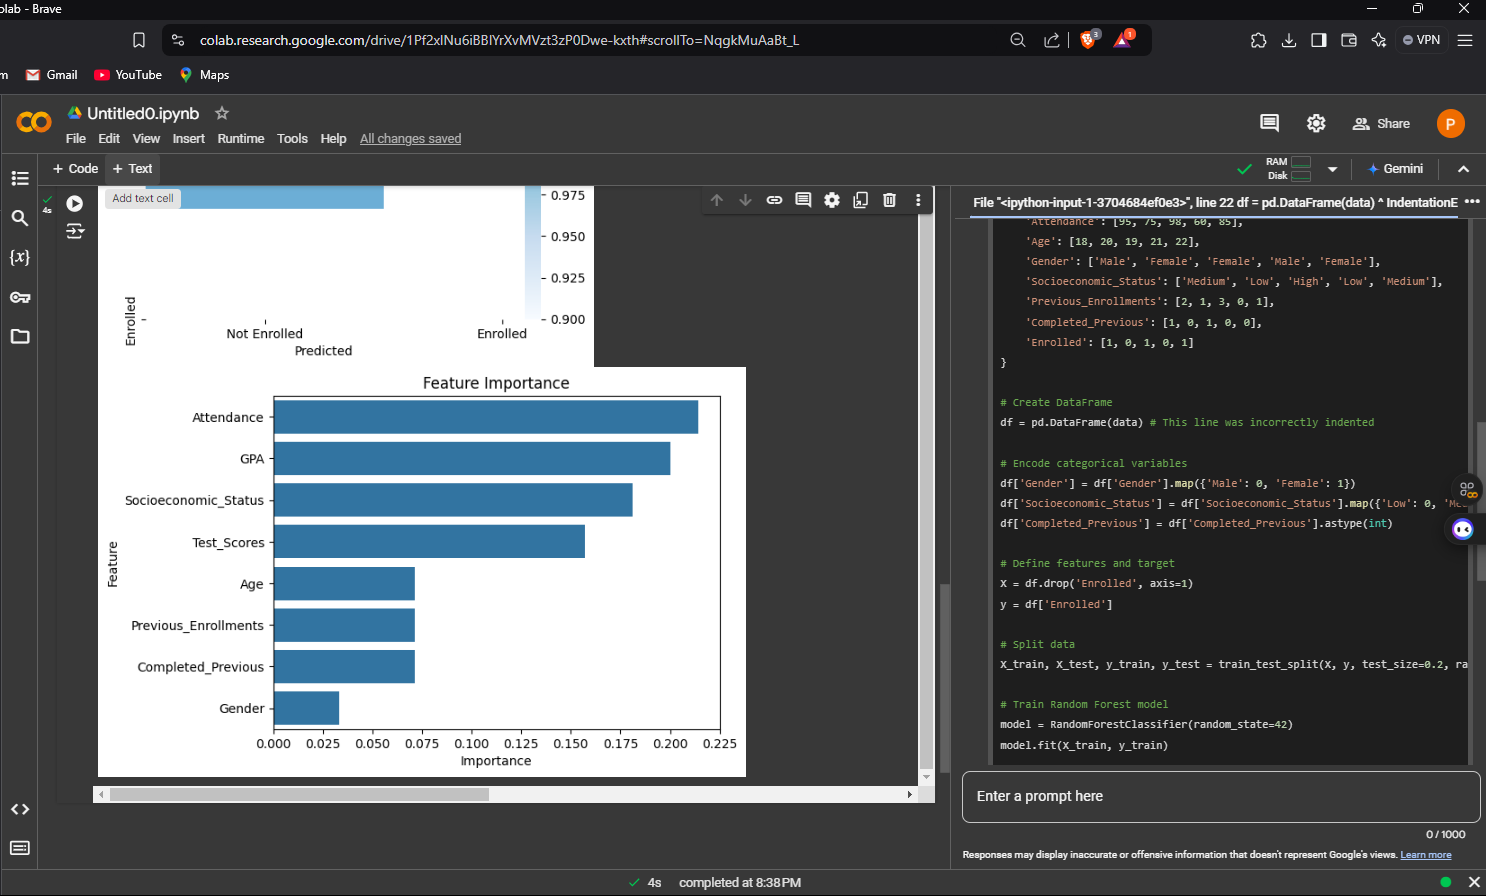 olab - Brave
colab.research.google.com/drive/1Pf2xlNu6iBBlYrXvMVzt3zP0Dwe-kxth#scrollTo=NqgkMuAaBt_L
3
1
VPN
m
Gmail
YouTube
Maps
Untitled0.ipynb
File Edit View Insert Runtime Tools Help All changes saved
Share
P
+ Code + Text
RAM
Disk
Gemini
4s
Add text cell
File "<ipython-input-1-3704684ef0e3>", line 22 df = pd.DataFrame(data) ^ IndentationE
0.975
0.950
0.925
0.900
Enrolled
Not Enrolled
Enrolled
Predicted
Feature Importance
Attendance
GPA
Socioeconomic_Status
Test_Scores
Age
Previous_Enrollments
Completed_Previous
Gender
Feature
0.000 0.025 0.050 0.075 0.100 0.125 0.150 0.175 0.200 0.225
Importance
'Attendance': [95, 75, 98, 60, 85],
'Age': [18, 20, 19, 21, 22],
'Gender': ['Male', 'Female', 'Female', 'Male', 'Female'],
'Socioeconomic_Status': ['Medium', 'Low', 'High', 'Low', 'Medium'],
'Previous_Enrollments': [2, 1, 3, 0, 1],
'Completed_Previous': [1, 0, 1, 0, 0],
'Enrolled': [1, 0, 1, 0, 1]
}
# Create DataFrame
df = pd.DataFrame(data) # This line was incorrectly indented
# Encode categorical variables
df['Gender'] = df['Gender'].map({'Male': 0, 'Female': 1})
df['Socioeconomic_Status'] = df['Socioeconomic_Status'].map({'Low': 0, 'Me
df['Completed_Previous'] = df['Completed_Previous'].astype(int)
# Define features and target
X = df.drop('Enrolled', axis=1)
y = df['Enrolled']
# Split data
X_train, X_test, y_train, y_test = train_test_split(X, y, test_size=0.2, ra
# Train Random Forest model
model = RandomForestClassifier(random_state=42)
model.fit(X_train, y_train)
Enter a prompt here
0 / 1000
Responses may display inaccurate or offensive information that doesn't represent Google's views. Learn more
4s completed at 8:38 PM